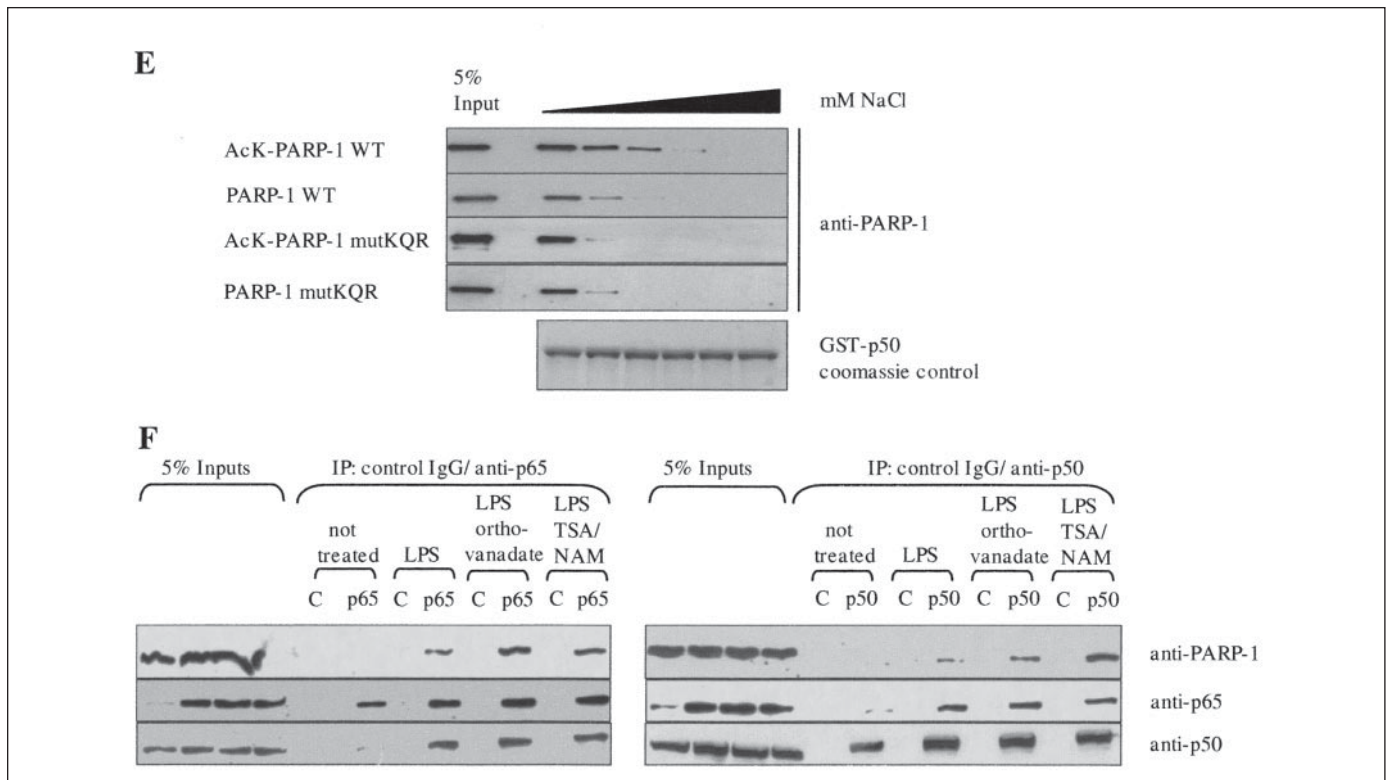 E
5%
Input
mM NaCl
AcK-PARP-1 WT
PARP-1 WT
AcK-PARP-1 mutKQR
PARP-1 mutKQR
anti-PARP-1
GST-p50
coomassie control
F
5% Inputs
IP: control IgG/ anti-p65
not
treated
LPS
LPS
ortho-
vanadate
LPS
TSA/
NAM
C p65 C p65 C p65 C p65
5% Inputs
IP: control IgG/ anti-p50
not
treated
LPS
LPS
ortho-
vanadate
LPS
TSA/
NAM
C p50 C p50 C p50 C p50
anti-PARP-1
anti-p65
anti-p50